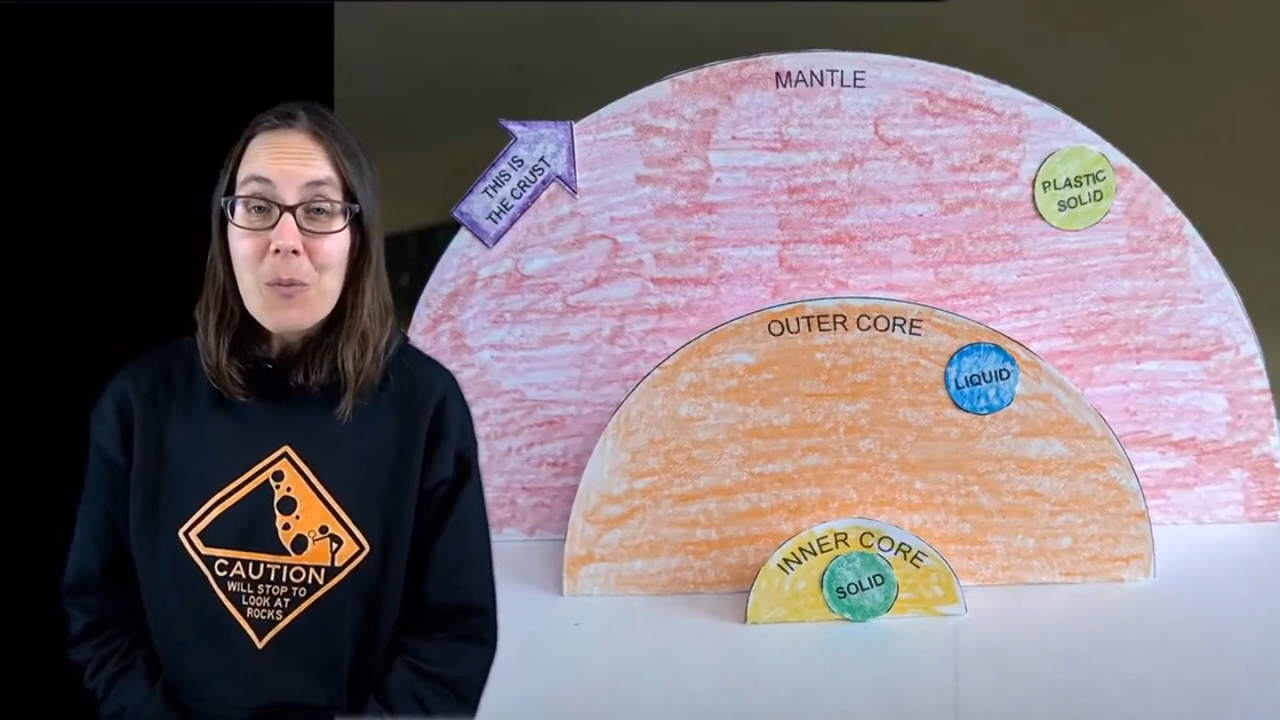 MANTLE
THIS IS
THE CRUST
PLASTIC
SOLID
OUTER CORE
LIQUID
INNER CORE
SOLID
CAUTION
WILL STOP TO
LOOK AT
ROCKS